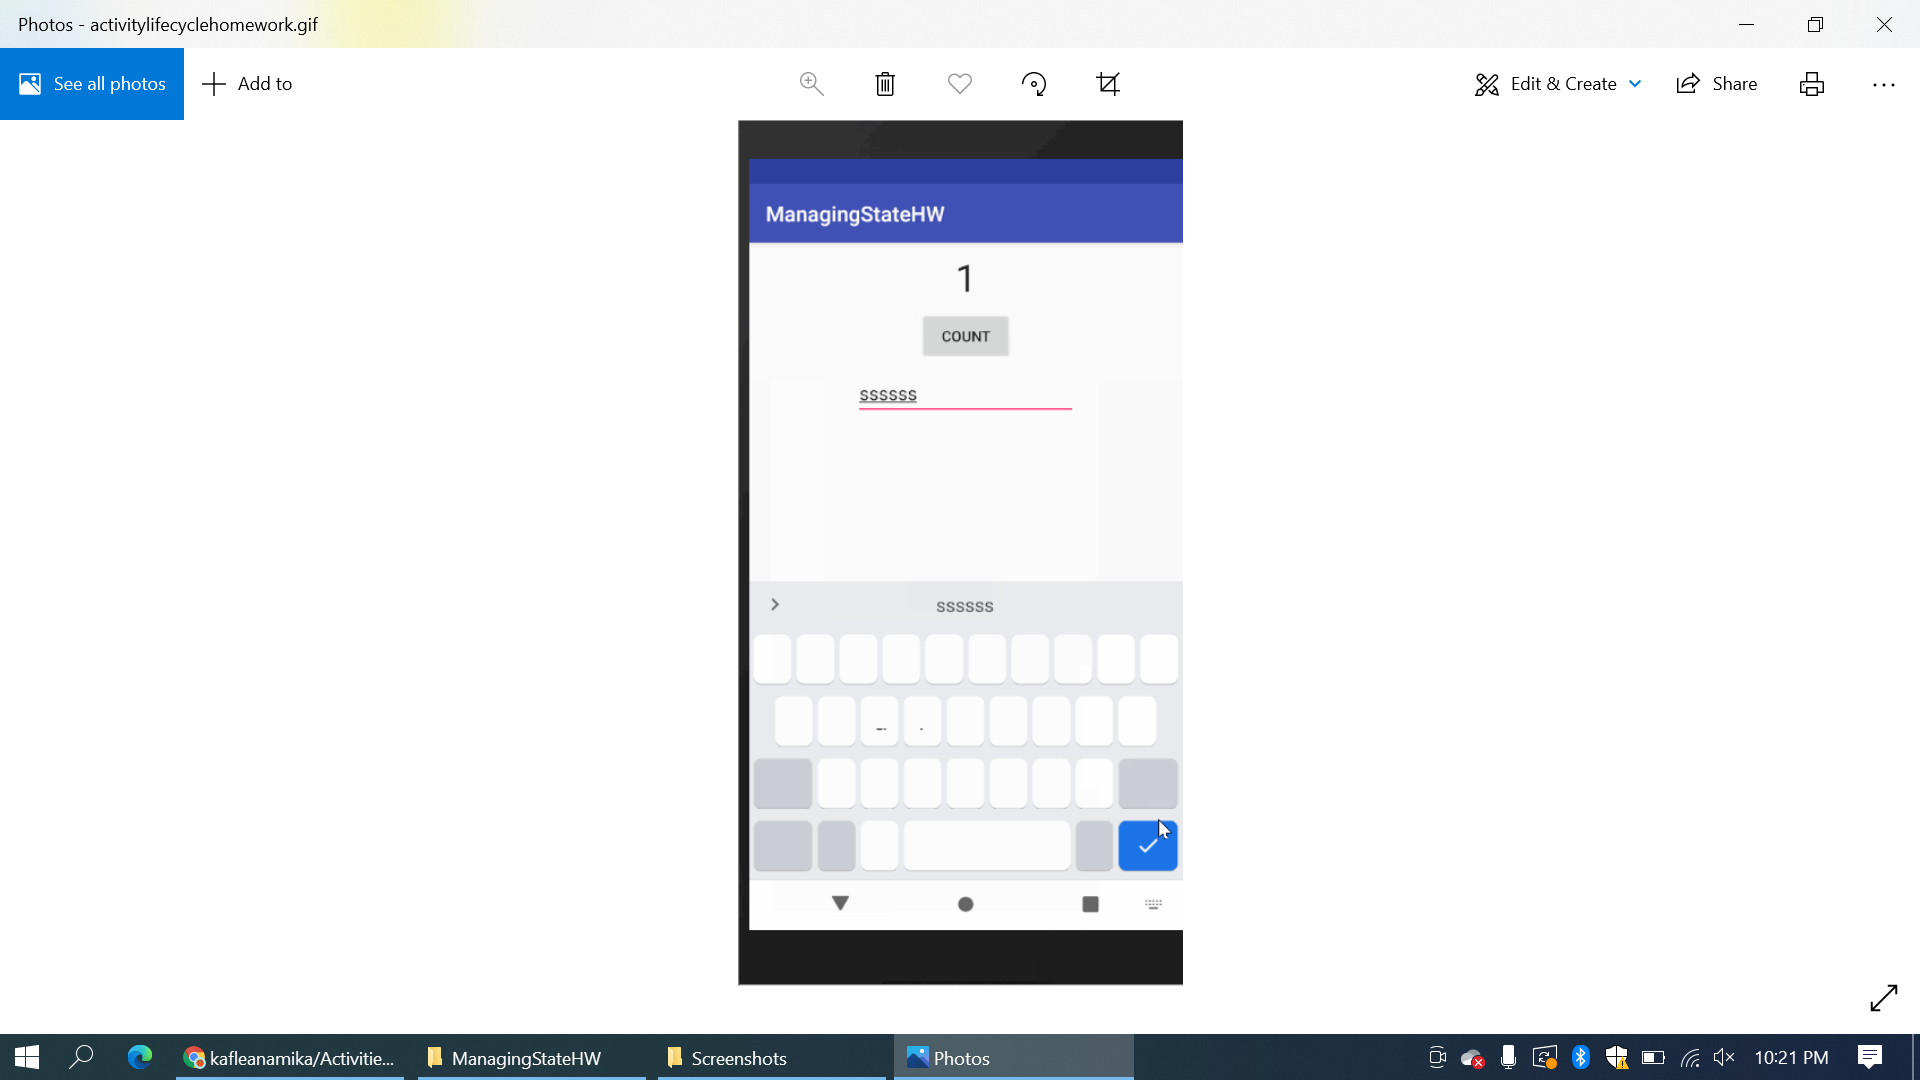 Photos - activitylifecyclehomework.gif
See all photos
Add to
Edit & Create
Share
ManagingStateHW
1
COUNT
ssssss
ssssss
kafleanamika/Activitie...
ManagingStateHW
Screenshots
Photos
10:21 PM